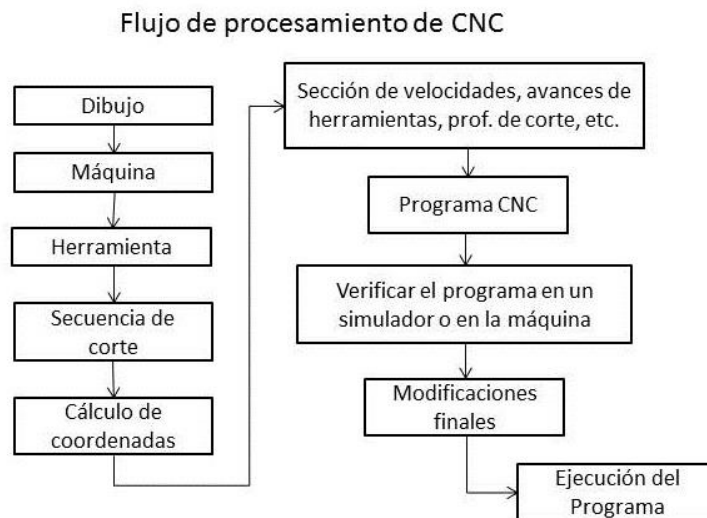 Flujo de procesamiento de CNC
Dibujo
Máquina
Herramienta
Secuencia de
corte
Cálculo de
coordenadas
Sección de velocidades, avances de
herramientas, prof. de corte, etc.
Programa CNC
Verificar el programa en un
simulador o en la máquina
Modificaciones
finales
Ejecución del
Programa